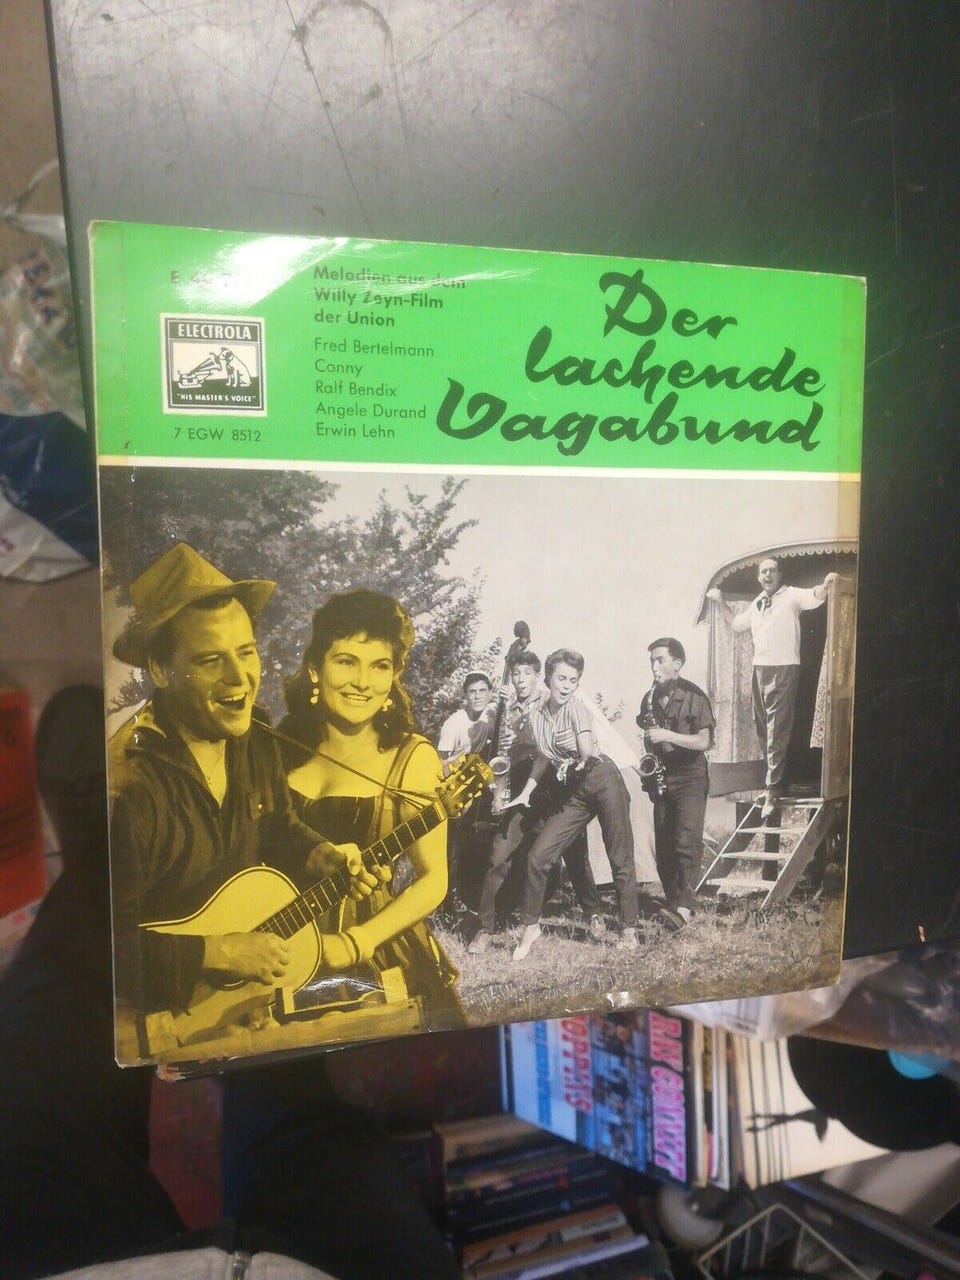 Melodien aus dem
Willy Zeyn-Film
der Union
Fred Bertelmann
Conny
Ralf Bendix
Angele Durand
Erwin Lehn
Der
lachende
Vagabund
ELECTROLA
"HIS MASTER'S VOICE"
7 EGW 8512